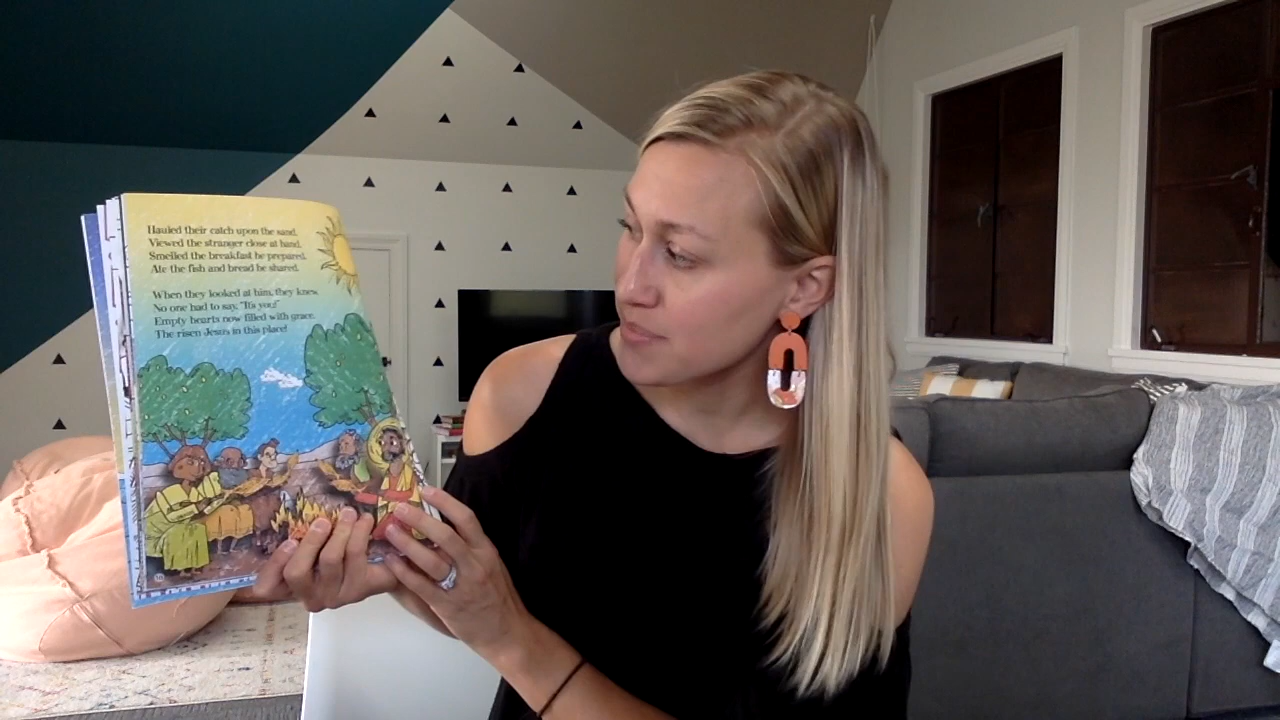 Hauled their catch upon the sand.
Viewed the stranger close at hand.
Smelled the breakfast he prepared.
Ate the fish and bread he shared.
When they looked at him, they knew.
No one had to say, "It's you!"
Empty hearts now filled with grace.
The risen Jesus in this place!